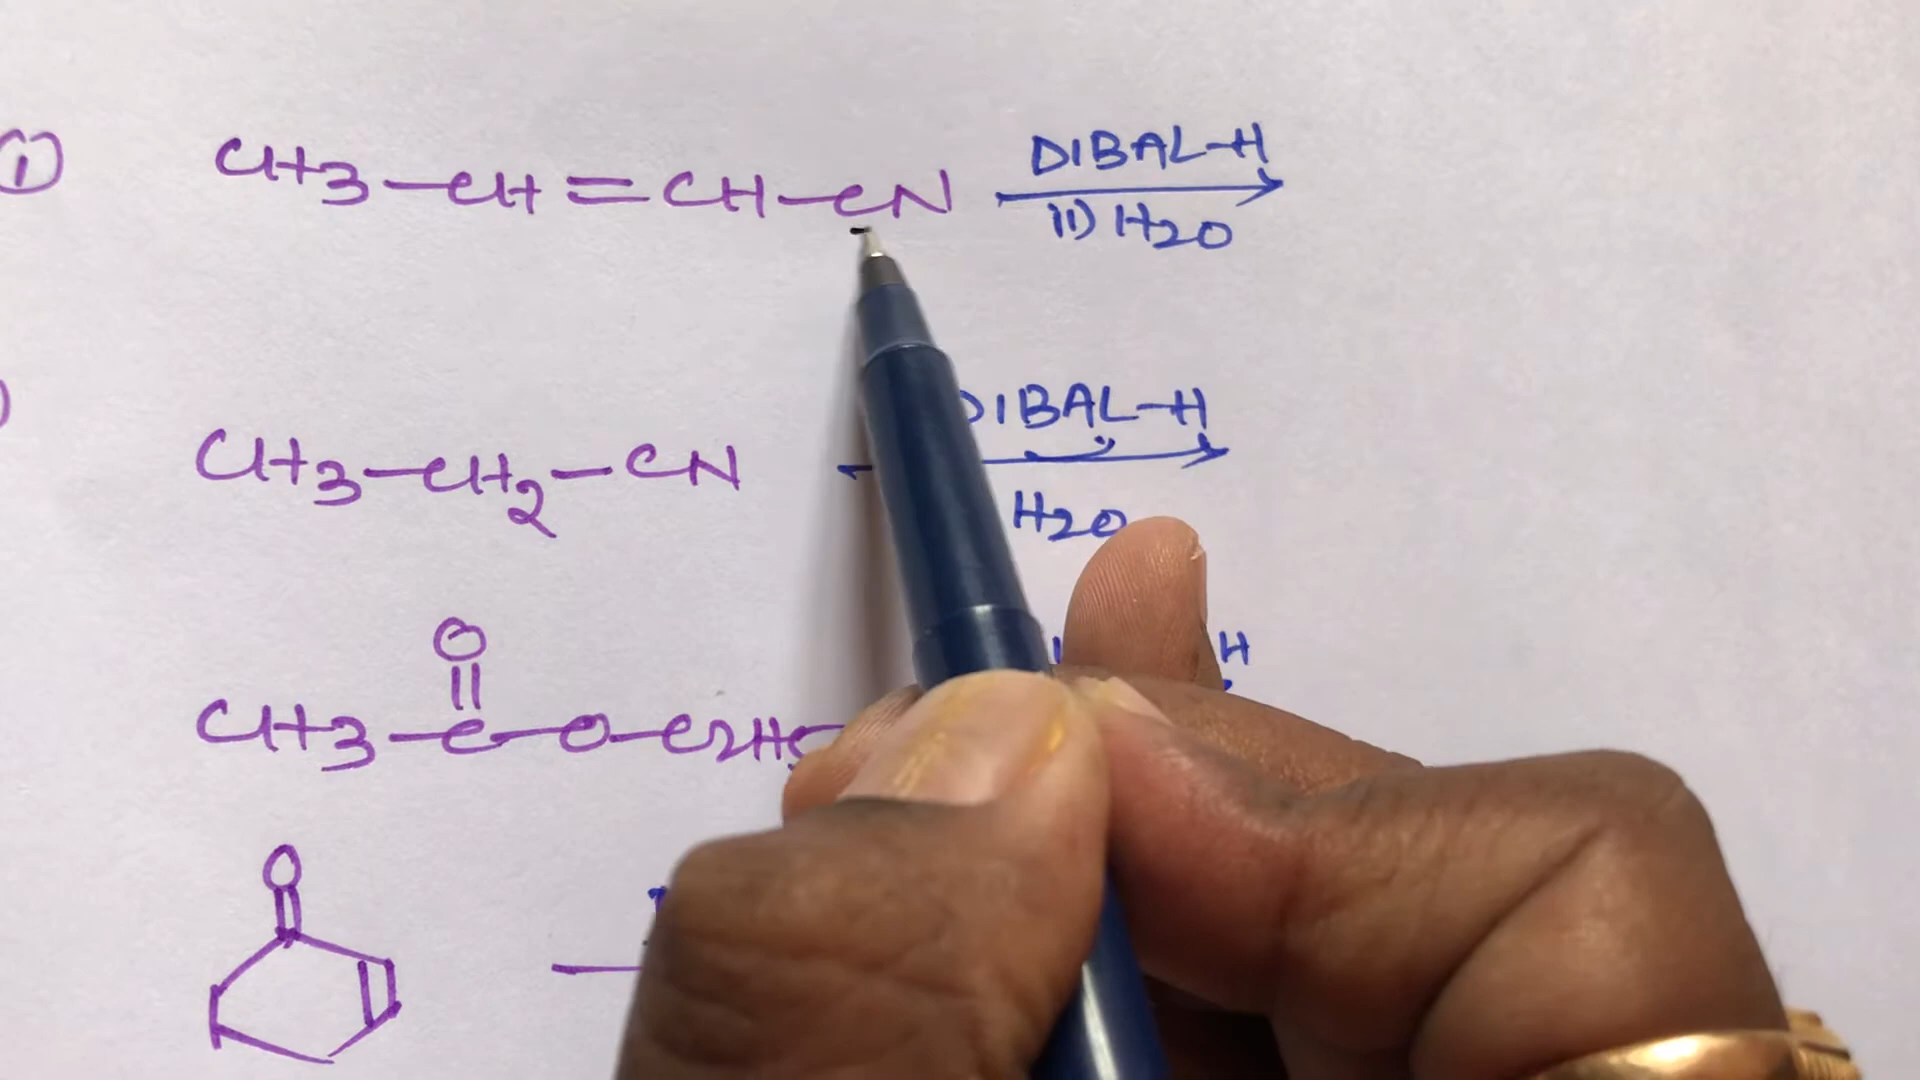 ① CH3-CH=CH-CN DIBAL-H
ii) H2O
) CH3-CH2-CN DIBAL-H
H2O
O
CH3-C-O-C2H5 H
O